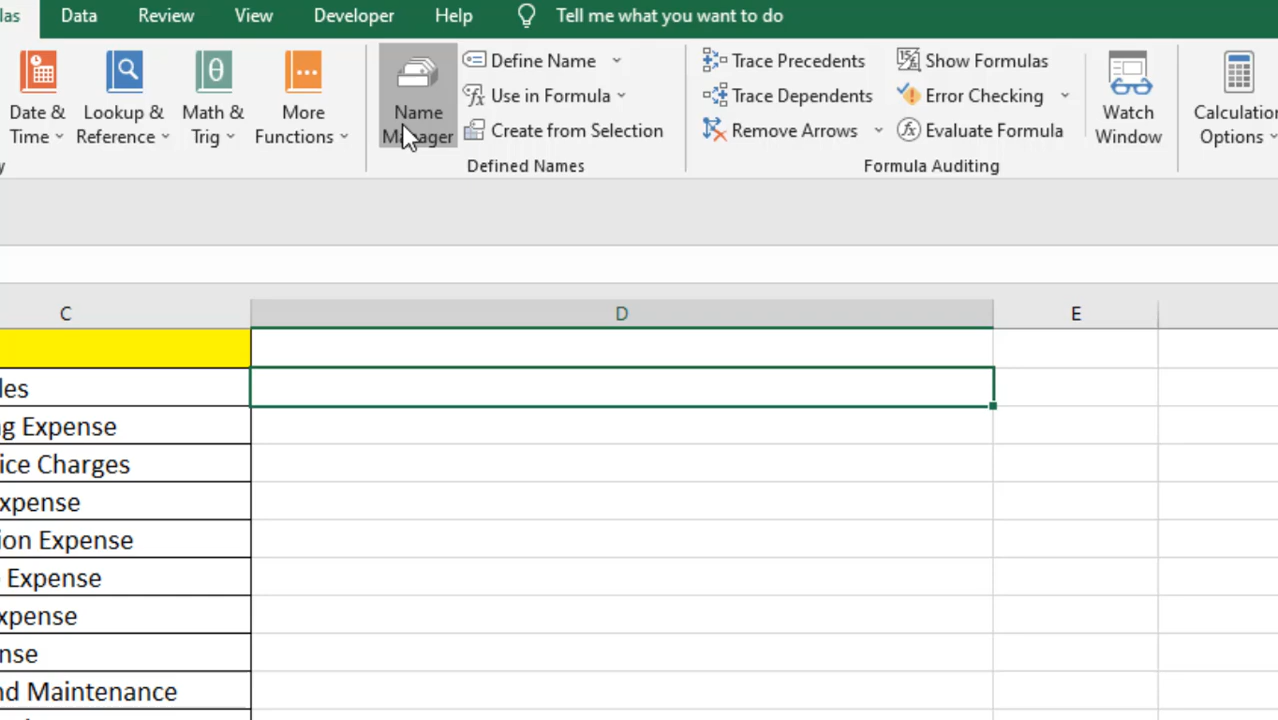 las Data Review View Developer Help Tell me what you want to do
Date & Time
Lookup & Reference
Math & Trig
More Functions
Name Manager
Define Name
Use in Formula
Create from Selection
Defined Names
Trace Precedents
Trace Dependents
Remove Arrows
Show Formulas
Error Checking
Evaluate Formula
Formula Auditing
Watch Window
Calculation
Options
y
C D E
les
ng Expense
ice Charges
xpense
ion Expense
Expense
xpense
nse
nd Maintenance